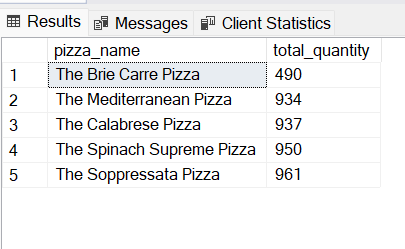 Results Messages Client Statistics
pizza_name total_quantity
1 The Brie Carre Pizza 490
2 The Mediterranean Pizza 934
3 The Calabrese Pizza 937
4 The Spinach Supreme Pizza 950
5 The Soppressata Pizza 961